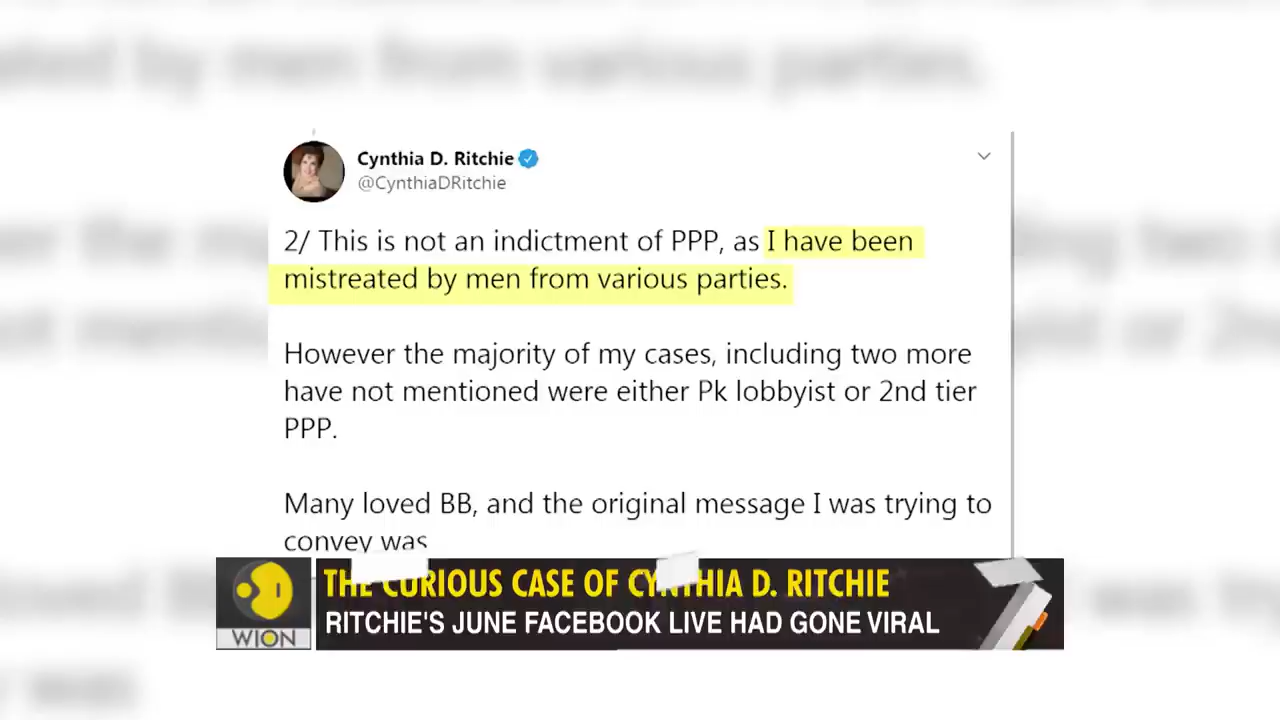 Cynthia D. Ritchie
@CynthiaDRitchie
2/ This is not an indictment of PPP, as I have been
mistreated by men from various parties.
However the majority of my cases, including two more
have not mentioned were either Pk lobbyist or 2nd tier
PPP.
Many loved BB, and the original message I was trying to
convey was
THE CURIOUS CASE OF CYNTHIA D. RITCHIE
RITCHIE'S JUNE FACEBOOK LIVE HAD GONE VIRAL
WION